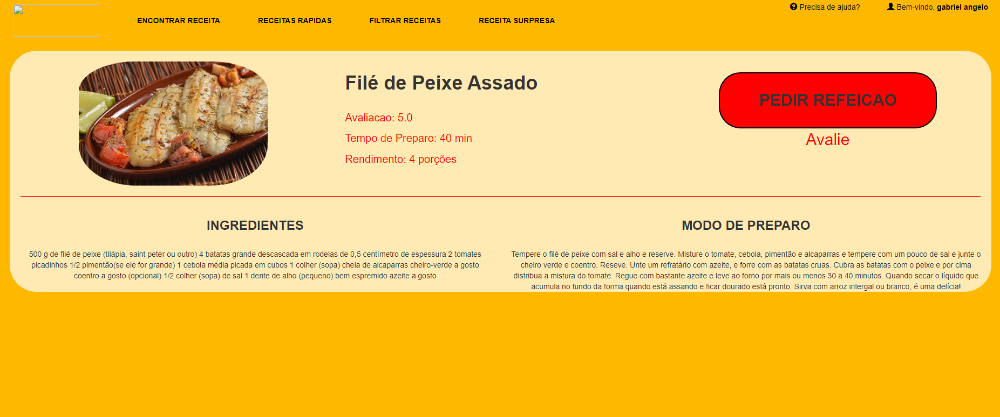 Precisa de ajuda?
Bem-vindo, gabriel angelo
ENCONTRAR RECEITA
RECEITAS RAPIDAS
FILTRAR RECEITAS
RECEITA SURPRESA
Filé de Peixe Assado
Avaliacao: 5.0
Tempo de Preparo: 40 min
Rendimento: 4 porções
PEDIR REFEICAO
Avalie
INGREDIENTES
500 g de filé de peixe (tilápia, saint peter ou outro) 4 batatas grande descascada em rodelas de 0,5 centímetro de espessura 2 tomates
picadinhos 1/2 pimentão(se ele for grande) 1 cebola média picada em cubos 1 colher (sopa) cheia de alcaparras cheiro-verde a gosto
coentro a gosto (opcional) 1/2 colher (sopa) de sal 1 dente de alho (pequeno) bem espremido azeite a gosto
MODO DE PREPARO
Tempere o filé de peixe com sal e alho e reserve. Misture o tomate, cebola, pimentão e alcaparras e tempere com um pouco de sal e junte o
cheiro verde e coentro. Reseve. Unte um refratário com azeite, e forre com as batatas cruas. Cubra as batatas com o peixe e por cima
distribua a mistura do tomate. Regue com bastante azeite e leve ao forno por mais ou menos 30 a 40 minutos. Quando secar o líquido que
acumula no fundo da forma quando está assando e ficar dourado está pronto. Sirva com arroz intergal ou branco, é uma delícia!